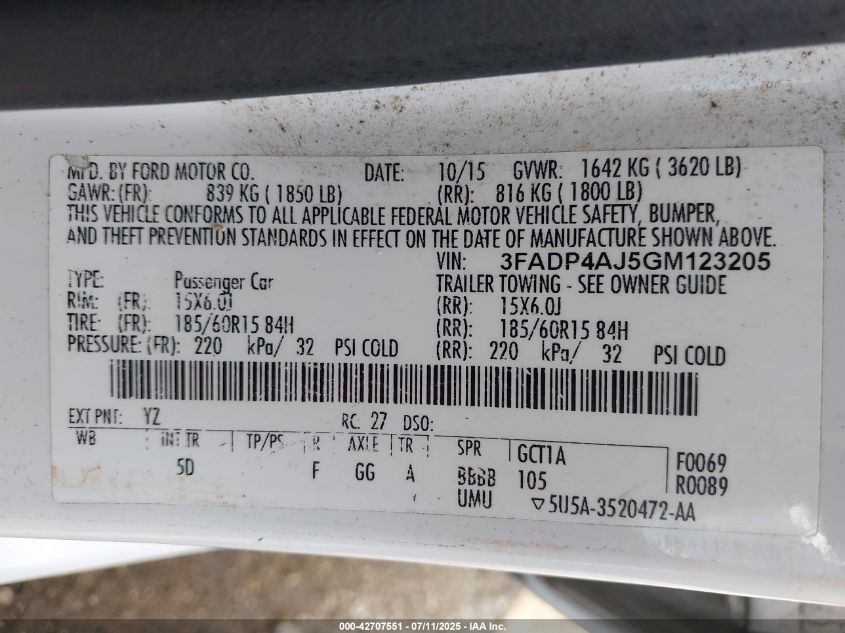 MFD. BY FORD MOTOR CO. DATE: 10/15 GVWR: 1642 KG ( 3620 LB)
GAWR: (FR): 839 KG ( 1850 LB) (RR): 816 KG ( 1800 LB)
THIS VEHICLE CONFORMS TO ALL APPLICABLE FEDERAL MOTOR VEHICLE SAFETY, BUMPER,
AND THEFT PREVENTION STANDARDS IN EFFECT ON THE DATE OF MANUFACTURE SHOWN ABOVE.
VIN: 3FADP4AJ5GM123205
TYPE: Passenger Car TRAILER TOWING - SEE OWNER GUIDE
RIM: (FR): 15X6.0J (RR): 15X6.0J
TIRE: (FR): 185/60R15 84H (RR): 185/60R15 84H
PRESSURE: (FR): 220 kPa/ 32 PSI COLD (RR): 220 kPa/ 32 PSI COLD
EXT PNT: YZ RC: 27 DSO:
WB INT TR TP/PS R AXLE TR SPR GCT1A F0069
5D F GG A BBBB 105 R0089
UMU ▽5U5A-3520472-AA
000-42707551 - 07/11/2025 - IAA Inc.